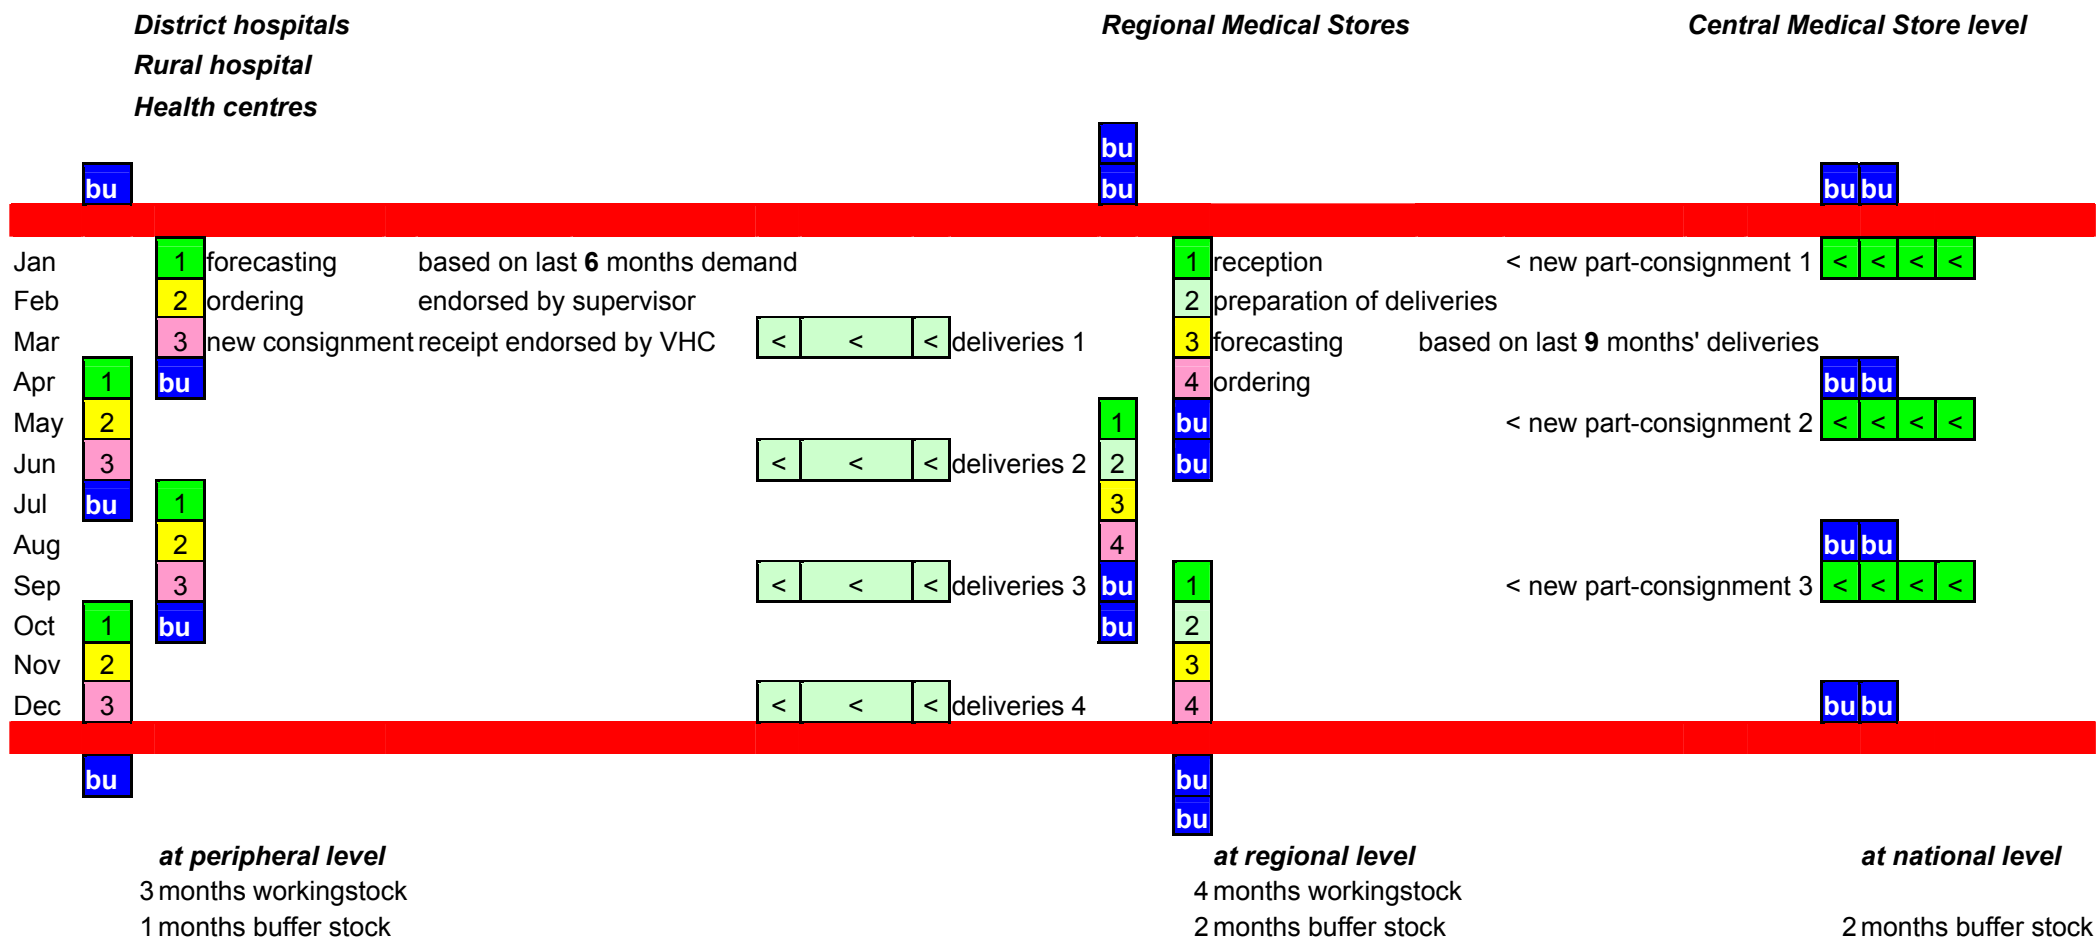 District hospitals Regional Medical Stores Central Medical Store level
Rural hospital
Health centres
bu
bu bu bu bu
Jan 1 forecasting based on last 6 months demand 1 reception < new part-consignment 1 < < < <
Feb 2 ordering endorsed by supervisor 2 preparation of deliveries
Mar 3 new consignment receipt endorsed by VHC < < < deliveries 1 3 forecasting based on last 9 months' deliveries
Apr 1 bu 4 ordering bu bu
May 2 1 bu < new part-consignment 2 < < < <
Jun 3 < < < deliveries 2 2 bu
Jul bu 1 3
Aug 2 4 bu bu
Sep 3 < < < deliveries 3 bu 1 < new part-consignment 3 < < < <
Oct 1 bu bu 2
Nov 2 3
Dec 3 < < < deliveries 4 4 bu bu
bu bu
bu
at peripheral level at regional level at national level
3 months workingstock 4 months workingstock
1 months buffer stock 2 months buffer stock 2 months buffer stock